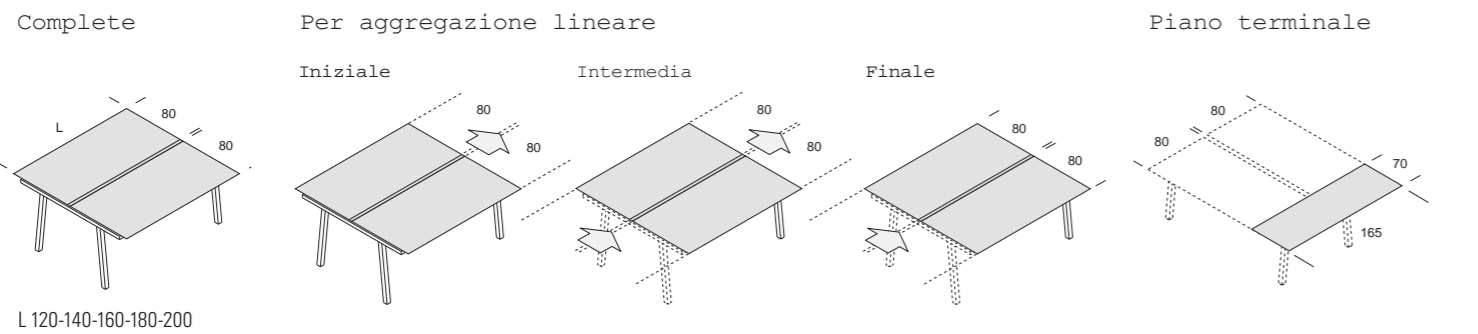 Complete
Per aggregazione lineare
Piano terminale
Iniziale
Intermedia
Finale
L
80
80
80
80
80
80
80
80
80
80
70
165
L 120-140-160-180-200